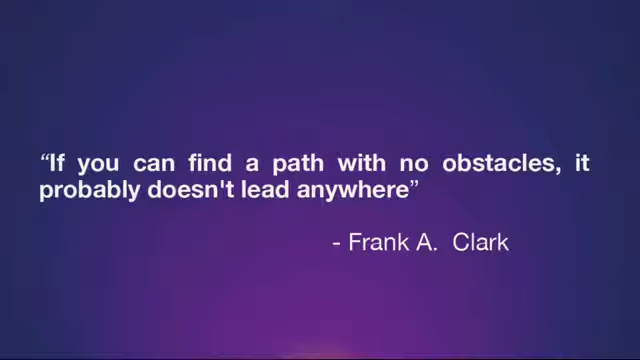 “If you can find a path with no obstacles, it
probably doesn't lead anywhere”
- Frank A.  Clark